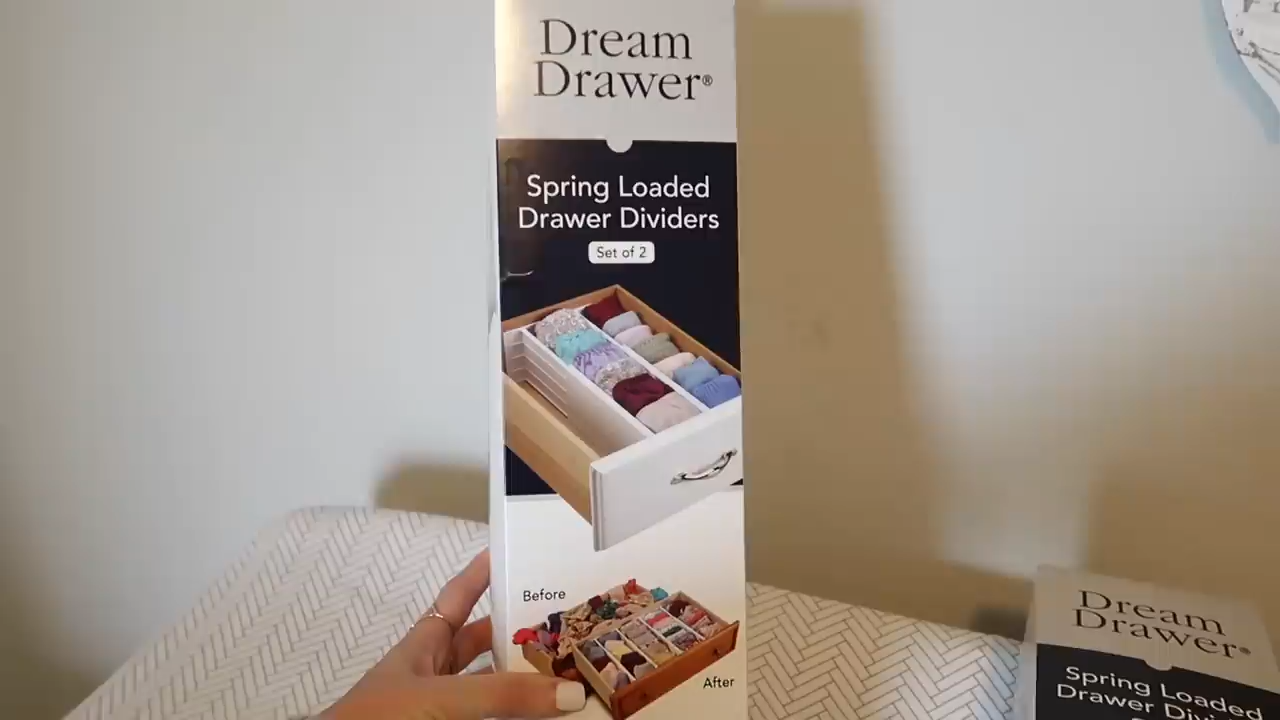 Dream
Drawer®
Spring Loaded
Drawer Dividers
Set of 2
Before
After
Dream
Drawer®
Spring Loaded